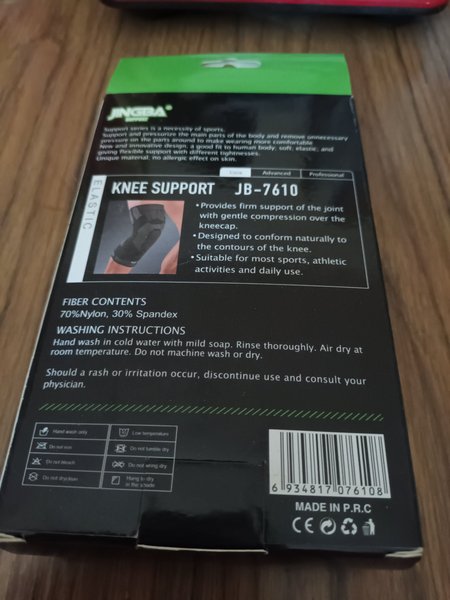 JINGBA®
SUPPORT
Support series is a necessity of sports.
Support and pressurize the main parts of the body and remove unnecessary
pressure on the parts around to make wearing more comfortable
New and innovative design; a good fit to human body; soft, elastic, and
giving flexible support with different tightnesses.
Unique material, no allergic effect on skin.
Advanced Professional
ELASTIC
KNEE SUPPORT JB-7610
•Provides firm support of the joint
with gentle compression over the
kneecap.
•Designed to conform naturally to
the contours of the knee.
•Suitable for most sports, athletic
activities and daily use.
FIBER CONTENTS
70%Nylon, 30% Spandex
WASHING INSTRUCTIONS
Hand wash in cold water with mild soap. Rinse thoroughly. Air dry at
room temperature. Do not machine wash or dry.
Should a rash or irritation occur, discontinue use and consult your
physician.
Hand wash only Low temperature
Do not iron Do not tumble dry
Do not bleach Do not wring dry
Do not dryclean Hang to dry
in the shade
6 934817 076108
MADE IN P.R.C
CE